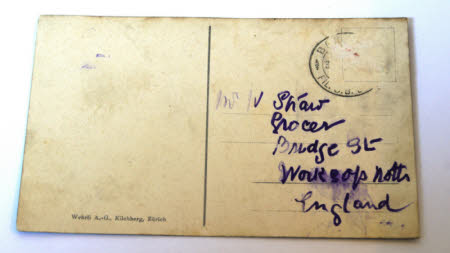 Mr W Shaw
Grocer
Bridge St
Worksop Notts
England
Wehrli A.-G., Kilchberg, Zürich